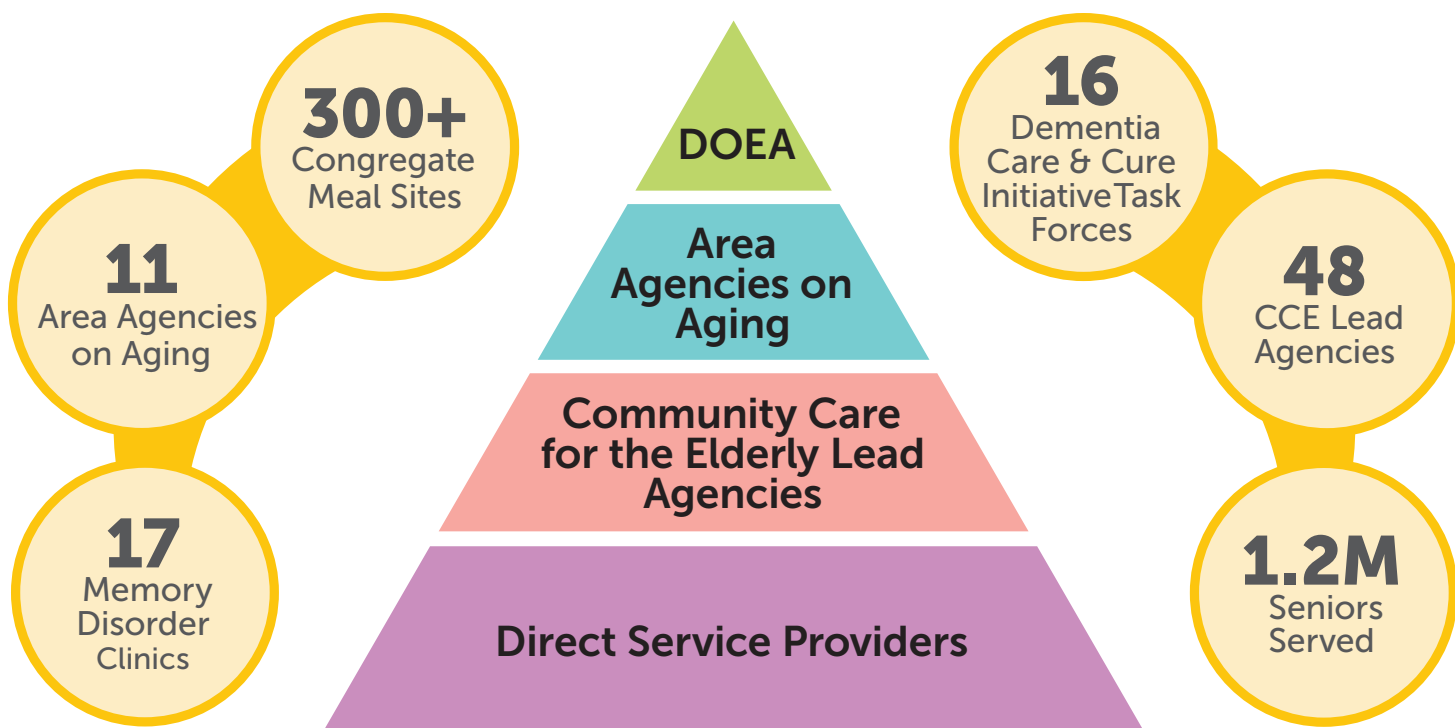 300+
Congregate
Meal Sites
11
Area Agencies
on Aging
17
Memory
Disorder
Clinics
DOEA
Area
Agencies on
Aging
Community Care
for the Elderly Lead
Agencies
Direct Service Providers
16
Dementia
Care & Cure
Initiative Task
Forces
48
CCE Lead
Agencies
1.2M
Seniors
Served